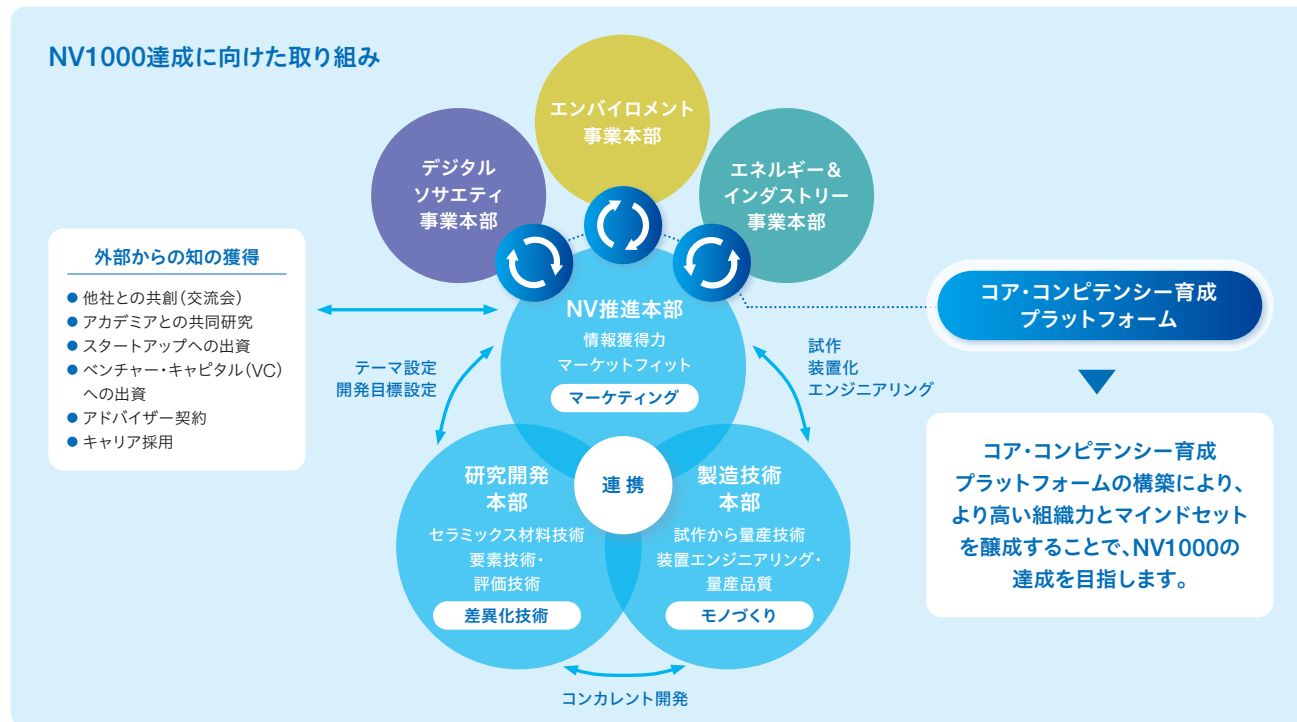 NV1000達成に向けた取り組み
エンバイロメント
事業本部
デジタル
ソサエティ
事業本部
エネルギー＆
インダストリー
事業本部
外部からの知の獲得
● 他社との共創（交流会）
● アカデミアとの共同研究
● スタートアップへの出資
● ベンチャー・キャピタル（VC）
への出資
● アドバイザー契約
● キャリア採用
NV推進本部
情報獲得力
マーケットフィット
マーケティング
テーマ設定
開発目標設定
試作
装置化
エンジニアリング
コア・コンピテンシー育成
プラットフォーム
コア・コンピテンシー育成
プラットフォームの構築により、
より高い組織力とマインドセット
を醸成することで、NV1000の
達成を目指します。
連携
研究開発
本部
セラミックス材料技術
要素技術・
評価技術
差異化技術
製造技術
本部
試作から量産技術
装置エンジニアリング・
量産品質
モノづくり
コンカレント開発